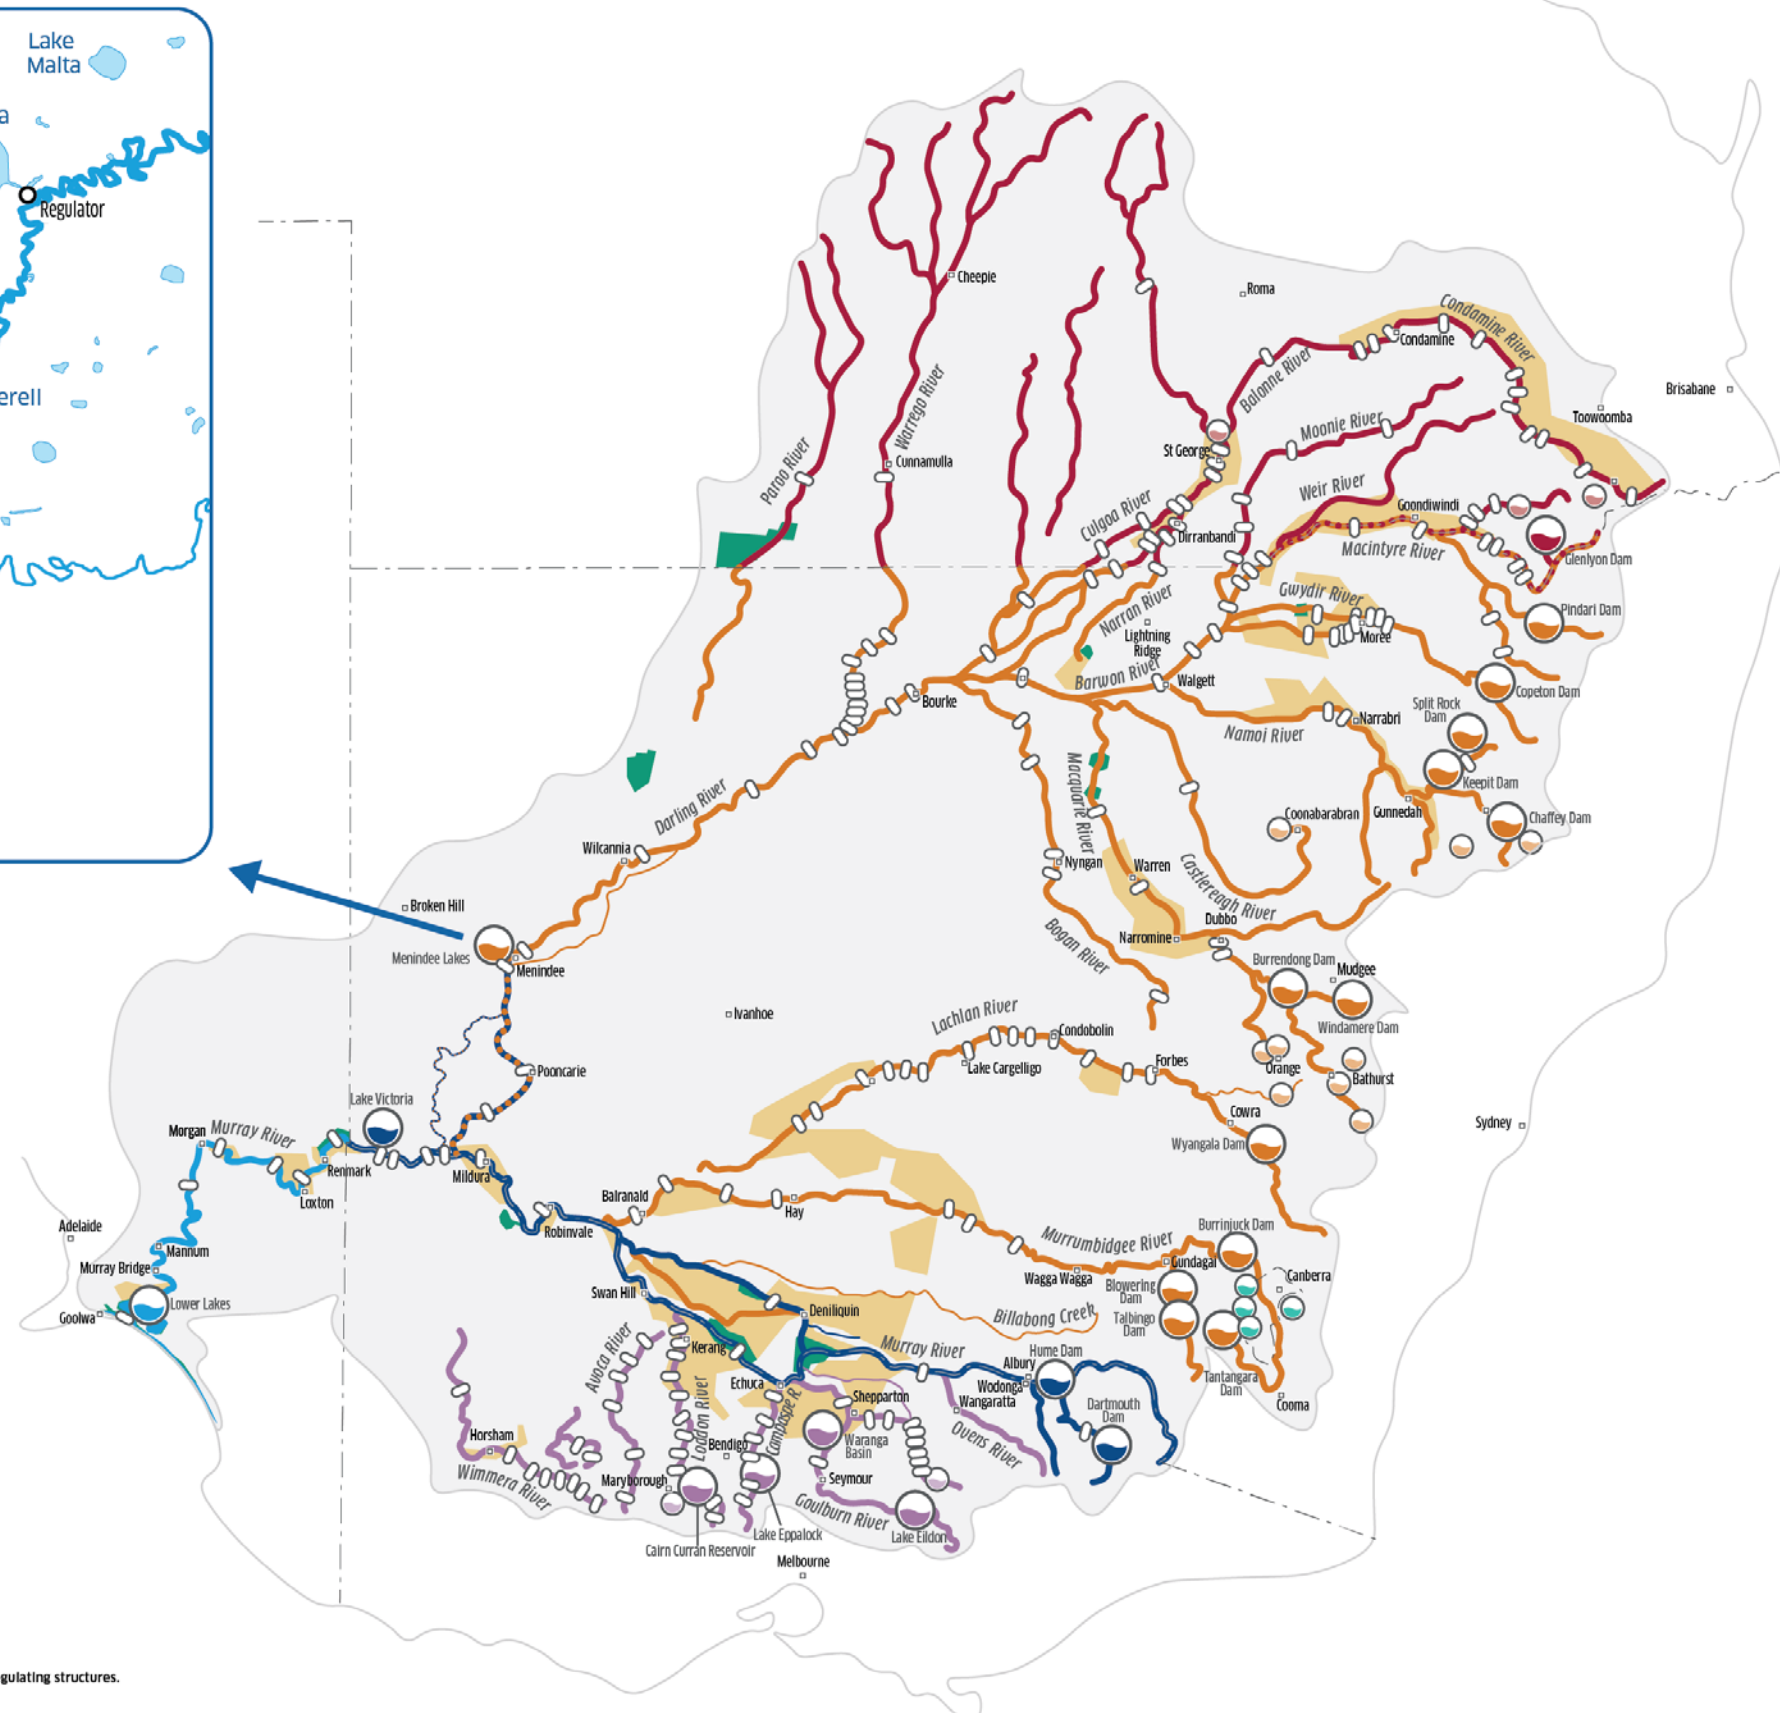 Lake
Malta
a
Regulator
erell
Cheepie
Roma
Condamine River
Condamine
Balonne River
Brisabane
Toowoomba
Moonie River
St George
Warrego River
Cunnamulla
Paroo River
Weir River
Goondiwindi
Culgoa River
Dirranbandi
Macintyre River
Glenlyon Dam
Gwydir River
Pindari Dam
Narran River
Lightning
Ridge
Moree
Barwon River
Walgett
Copeton Dam
Bourke
Split Rock
Dam
Narrabri
Namoi River
Keepit Dam
Macquarie River
Darling River
Coonabarabran
Gunnedah
Chaffey Dam
Wilcannia
Nyngan
Warren
Castlereagh River
Broken Hill
Dubbo
Narromine
Bogan River
Menindee Lakes
Menindee
Burrendong Dam
Mudgee
Windamere Dam
Ivanhoe
Lachlan River
Condobolin
Lake Cargelligo
Forbes
Orange
Bathurst
Pooncarie
Lake Victoria
Cowra
Sydney
Morgan
Murray River
Wyangala Dam
Renmark
Mildura
Loxton
Balranald
Hay
Adelaide
Robinvale
Burrinjuck Dam
Murrumbidgee River
Mannum
Gundagai
Murray Bridge
Wagga Wagga
Blowering
Dam
Canberra
Swan Hill
Lower Lakes
Goolwa
Deniliquin
Billabong Creek
Talbingo
Dam
Avoca River
Kerang
Murray River
Hume Dam
Albury
Wodonga
Tantangara
Dam
Echuca
Campaspe R.
Shepparton
Wangaratta
Dartmouth
Dam
Cooma
Loddon River
Horsham
Bendigo
Waranga
Basin
Ovens River
Wimmera River
Maryborough
Seymour
Goulburn River
Lake Eildon
Lake Eppalock
Cairn Curran Reservoir
Melbourne
gulating structures.